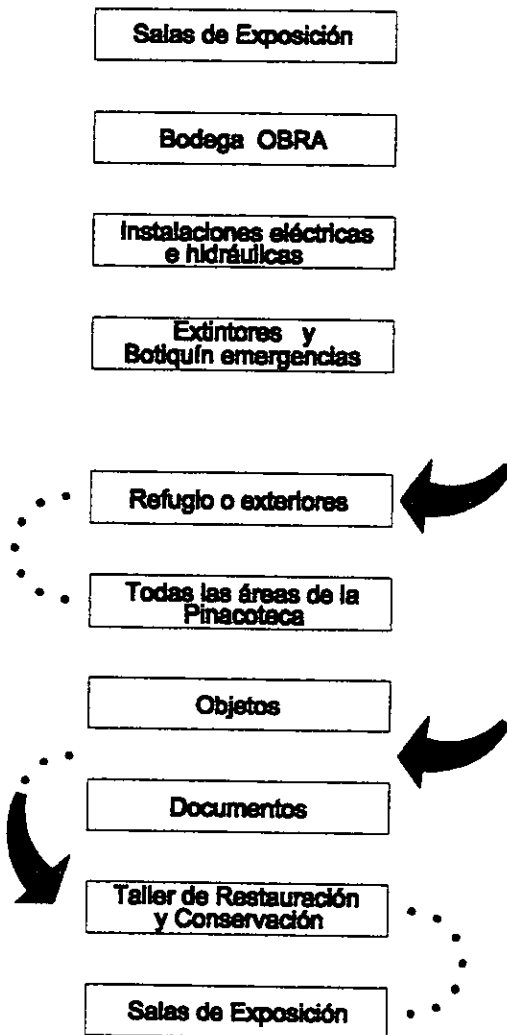 Salas de Exposición
Bodega OBRA
Instalaciones eléctricas
e hidráulicas
Extintores y
Botiquín emergencias
Refugio o exteriores
Todas las áreas de la
Pinacoteca
Objetos
Documentos
Taller de Restauración
y Conservación
Salas de Exposición